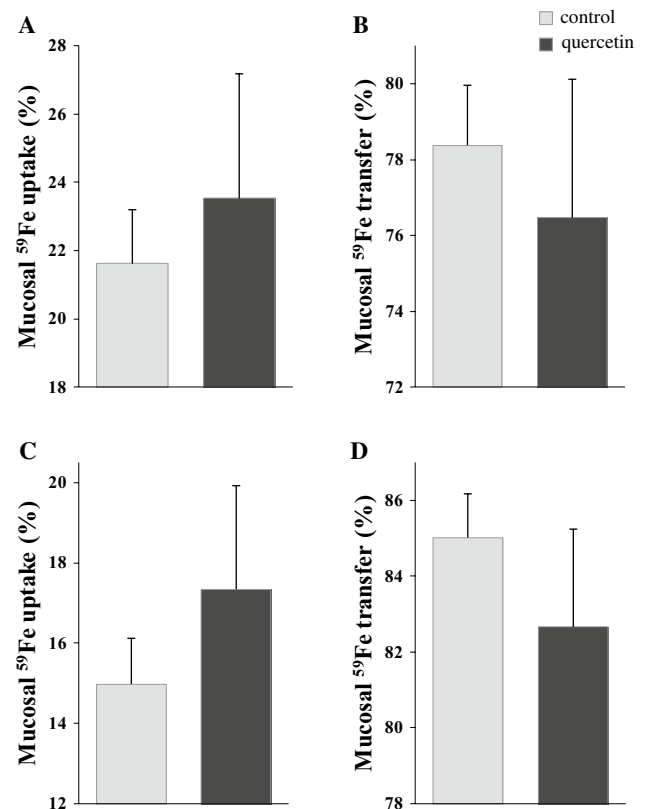 control
quercetin
A
Mucosal ⁵⁹Fe uptake (%)
28
26
24
22
20
18
B
Mucosal ⁵⁹Fe transfer (%)
80
78
76
74
72
C
Mucosal ⁵⁹Fe uptake (%)
20
18
16
14
12
D
Mucosal ⁵⁹Fe transfer (%)
86
84
82
80
78